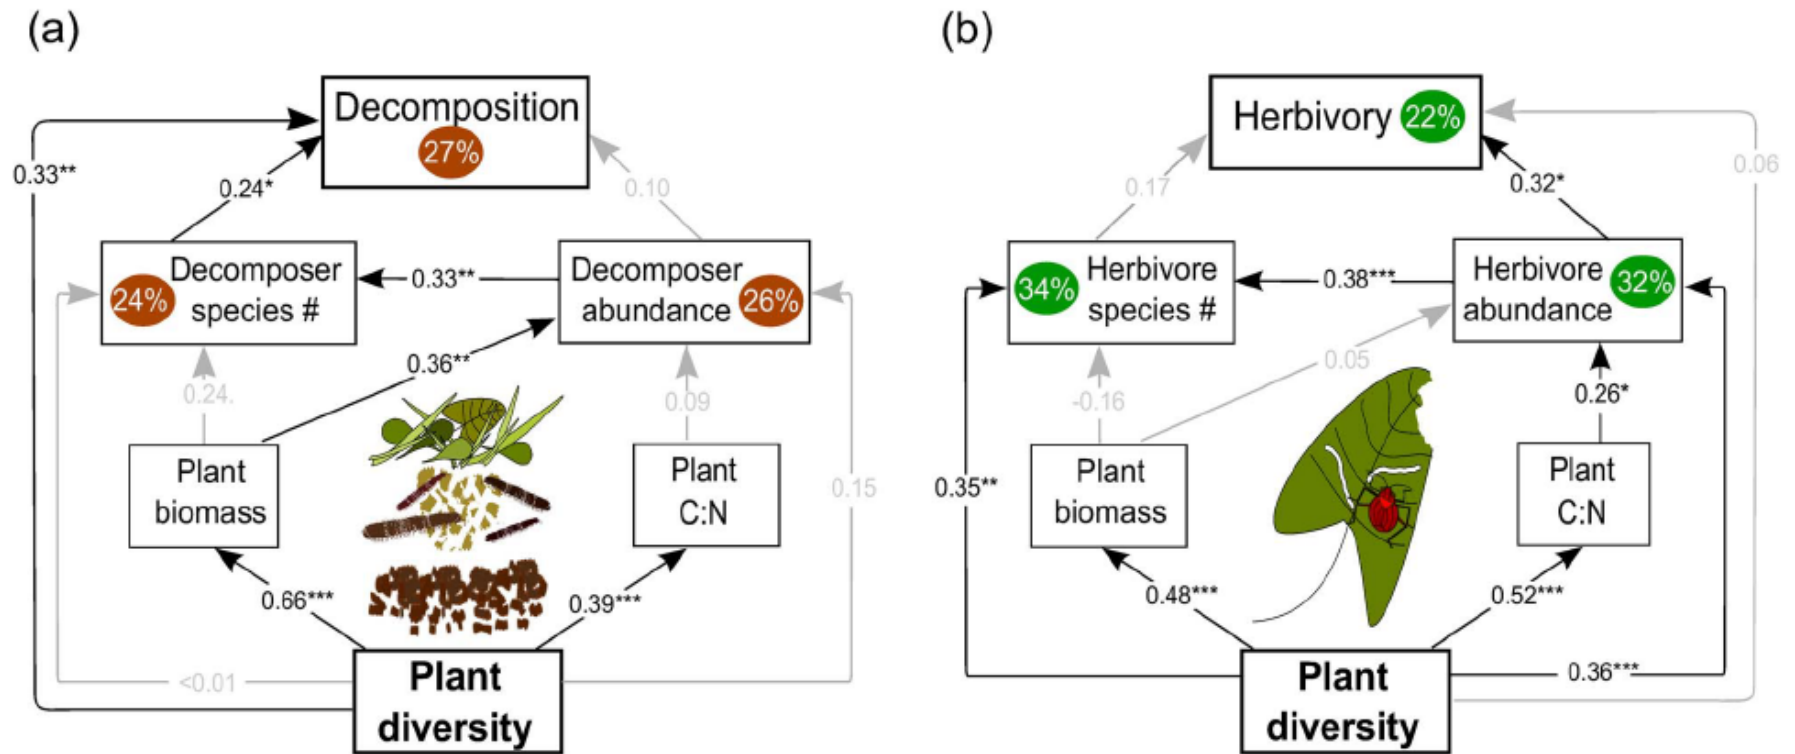 (a)
(b)
Decomposition
27%
Herbivory 22%
0.33**
0.24*
0.10
0.17
0.32*
0.06
24%
Decomposer
species #
0.33**
Decomposer
abundance
26%
34%
Herbivore
species #
0.38***
Herbivore
abundance
32%
0.24.
0.36**
0.09
-0.16
0.05
0.26*
Plant
biomass
Plant
C:N
0.15
0.35**
Plant
biomass
Plant
C:N
0.66***
0.39***
0.48***
0.52***
<0.01
Plant
diversity
Plant
diversity
0.36***